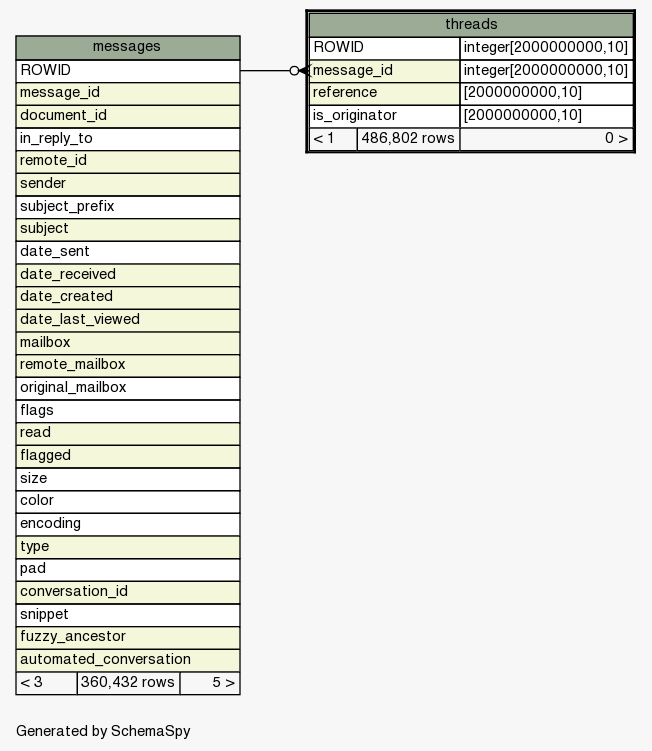 messages
ROWID
message_id
document_id
in_reply_to
remote_id
sender
subject_prefix
subject
date_sent
date_received
date_created
date_last_viewed
mailbox
remote_mailbox
original_mailbox
flags
read
flagged
size
color
encoding
type
pad
conversation_id
snippet
fuzzy_ancestor
automated_conversation
< 3 360,432 rows 5 >
threads
ROWID integer[2000000000,10]
message_id integer[2000000000,10]
reference [2000000000,10]
is_originator [2000000000,10]
< 1 486,802 rows 0 >
Generated by SchemaSpy